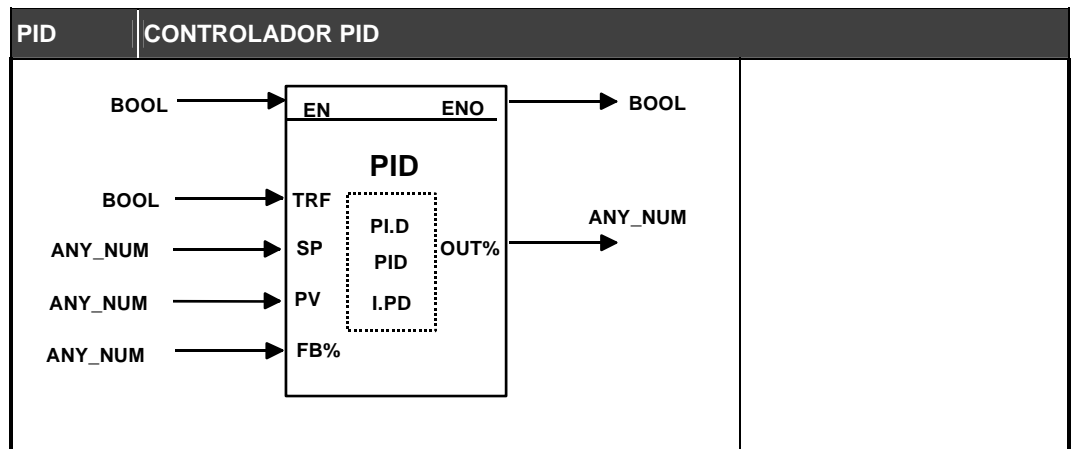 PID CONTROLADOR PID
BOOL EN ENO BOOL
PID
BOOL TRF PI.D ANY_NUM
ANY_NUM SP PID OUT%
ANY_NUM PV I.PD
ANY_NUM FB%